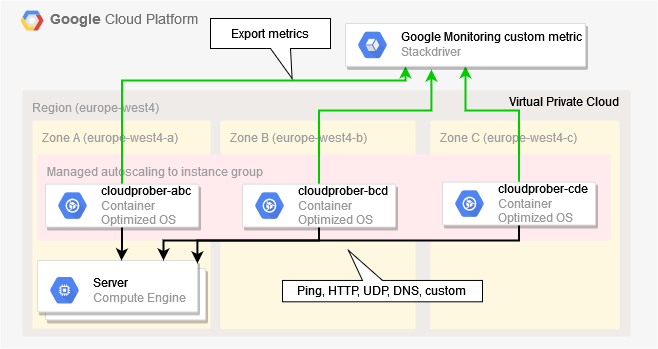 Google Cloud Platform
Export metrics
Google Monitoring custom metric
Stackdriver
Virtual Private Cloud
Region (europe-west4)
Zone A (europe-west4-a)
Zone B (europe-west4-b)
Zone C (europe-west4-c)
Managed autoscaling to instance group
cloudprober-abc
Container
Optimized OS
cloudprober-bcd
Container
Optimized OS
cloudprober-cde
Container
Optimized OS
Server
Compute Engine
Ping, HTTP, UDP, DNS, custom